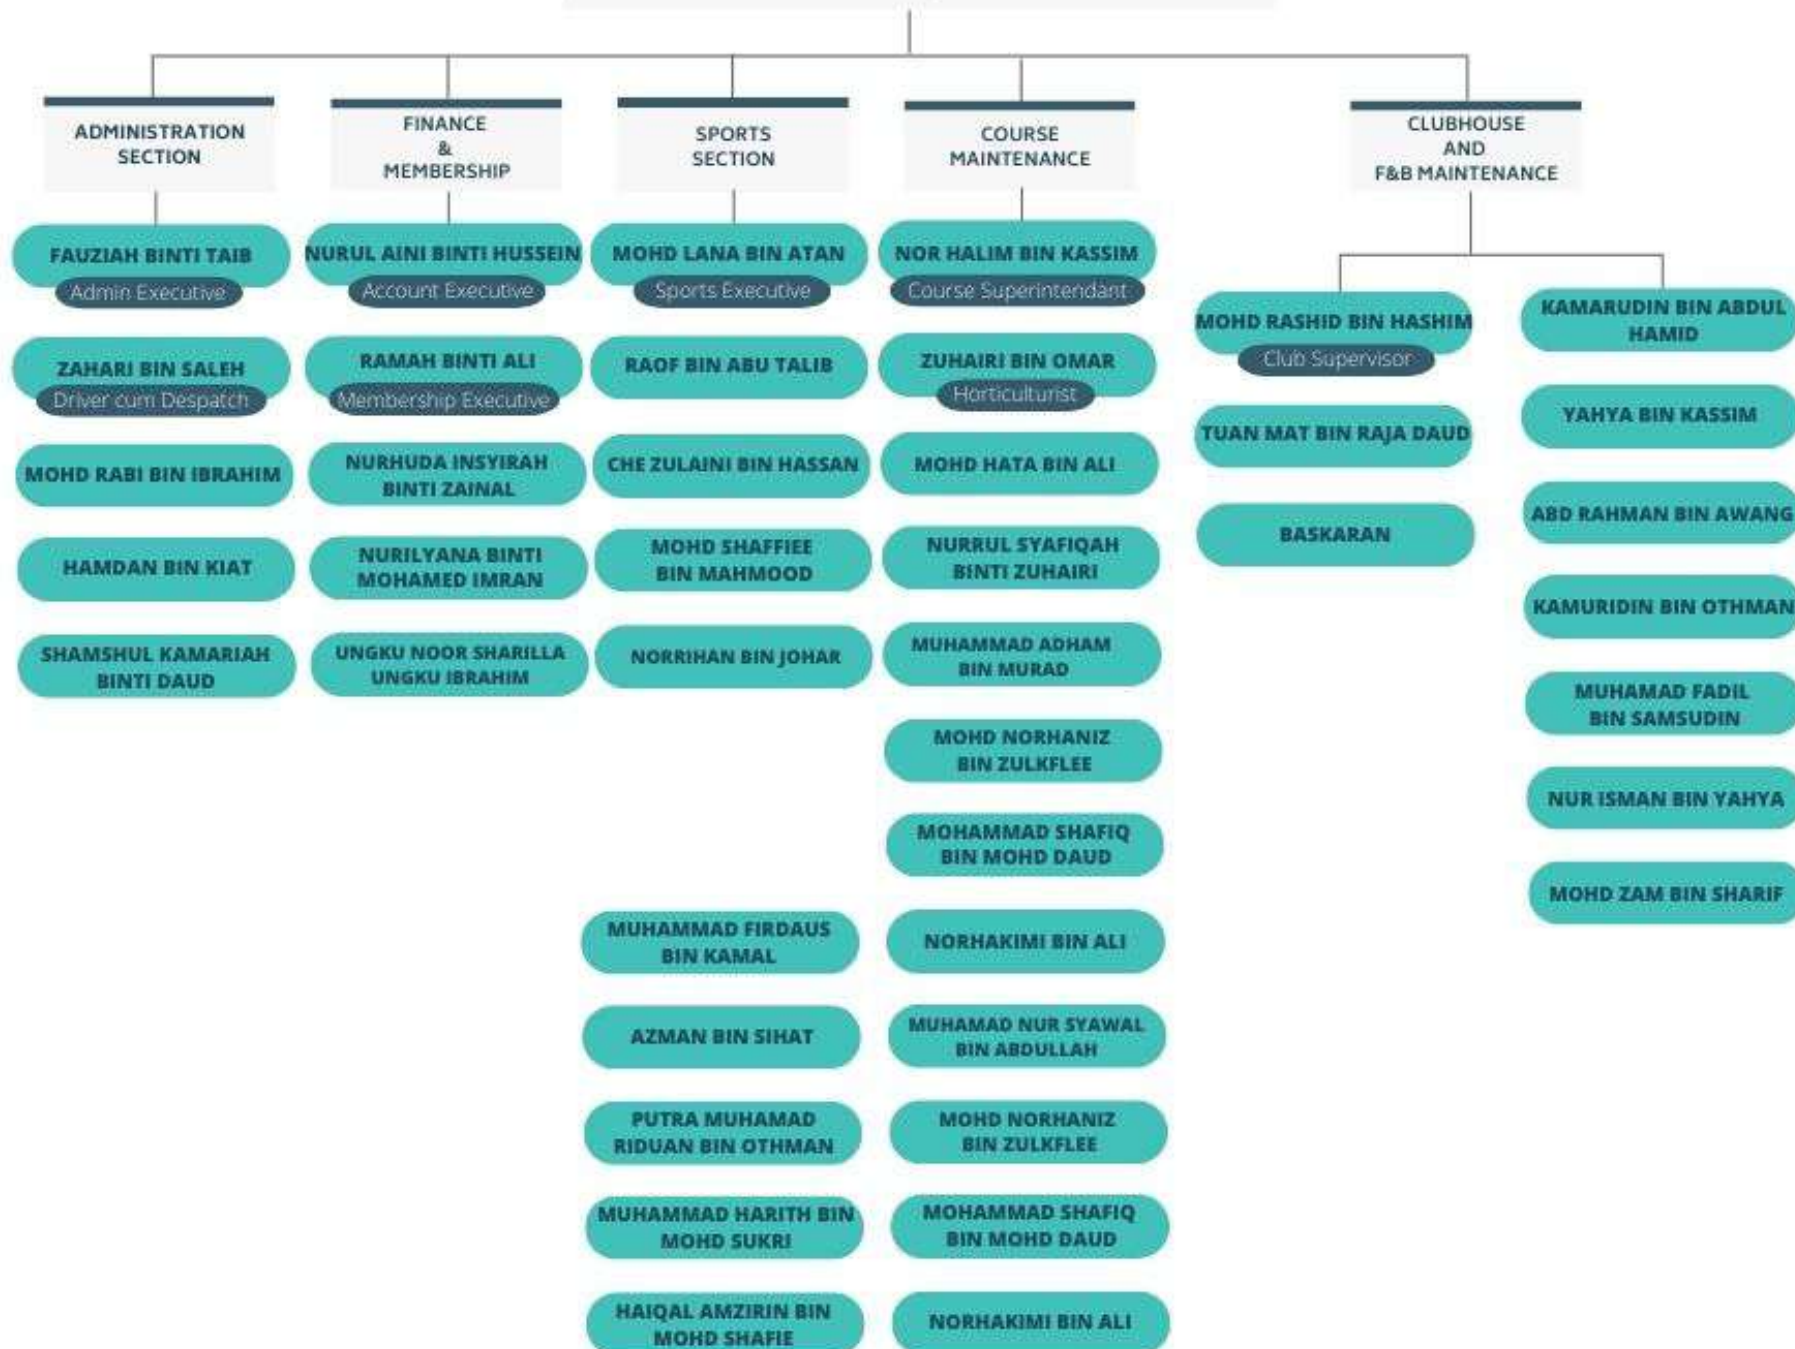 ADMINISTRATION
SECTION
FAUZIAH BINTI TAIB
Admin Executive
ZAHARI BIN SALEH
Driver cum Despatch
MOHD RABI BIN IBRAHIM
HAMDAN BIN KIAT
SHAMSHUL KAMARIAH
BINTI DAUD
FINANCE
&
MEMBERSHIP
NURUL AINI BINTI HUSSEIN
Account Executive
RAMAH BINTI ALI
Membership Executive
NURHUDA INSYIRAH
BINTI ZAINAL
NURILYANA BINTI
MOHAMED IMRAN
UNGKU NOOR SHARILLA
UNGKU IBRAHIM
SPORTS
SECTION
MOHD LANA BIN ATAN
Sports Executive
RAOF BIN ABU TALIB
CHE ZULAINI BIN HASSAN
MOHD SHAFFIEE
BIN MAHMOOD
NORRIHAN BIN JOHAR
MUHAMMAD FIRDAUS
BIN KAMAL
AZMAN BIN SIHAT
PUTRA MUHAMAD
RIDUAN BIN OTHMAN
MUHAMMAD HARITH BIN
MOHD SUKRI
HAIQAL AMZIRIN BIN
MOHD SHAFIE
COURSE
MAINTENANCE
NOR HALIM BIN KASSIM
Course Superintendant
ZUHAIRI BIN OMAR
Horticulturist
MOHD HATA BIN ALI
NURRUL SYAFIQAH
BINTI ZUHAIRI
MUHAMMAD ADHAM
BIN MURAD
MOHD NORHANIZ
BIN ZULKFLEE
MOHAMMAD SHAFIQ
BIN MOHD DAUD
NORHAKIMI BIN ALI
MUHAMAD NUR SYAWAL
BIN ABDULLAH
MOHD NORHANIZ
BIN ZULKFLEE
MOHAMMAD SHAFIQ
BIN MOHD DAUD
NORHAKIMI BIN ALI
CLUBHOUSE
AND
F&B MAINTENANCE
MOHD RASHID BIN HASHIM
Club Supervisor
TUAN MAT BIN RAJA DAUD
BASKARAN
KAMARUDIN BIN ABDUL
HAMID
YAHYA BIN KASSIM
ABD RAHMAN BIN AWANG
KAMURIDIN BIN OTHMAN
MUHAMAD FADIL
BIN SAMSUDIN
NUR ISMAN BIN YAHYA
MOHD ZAM BIN SHARIF